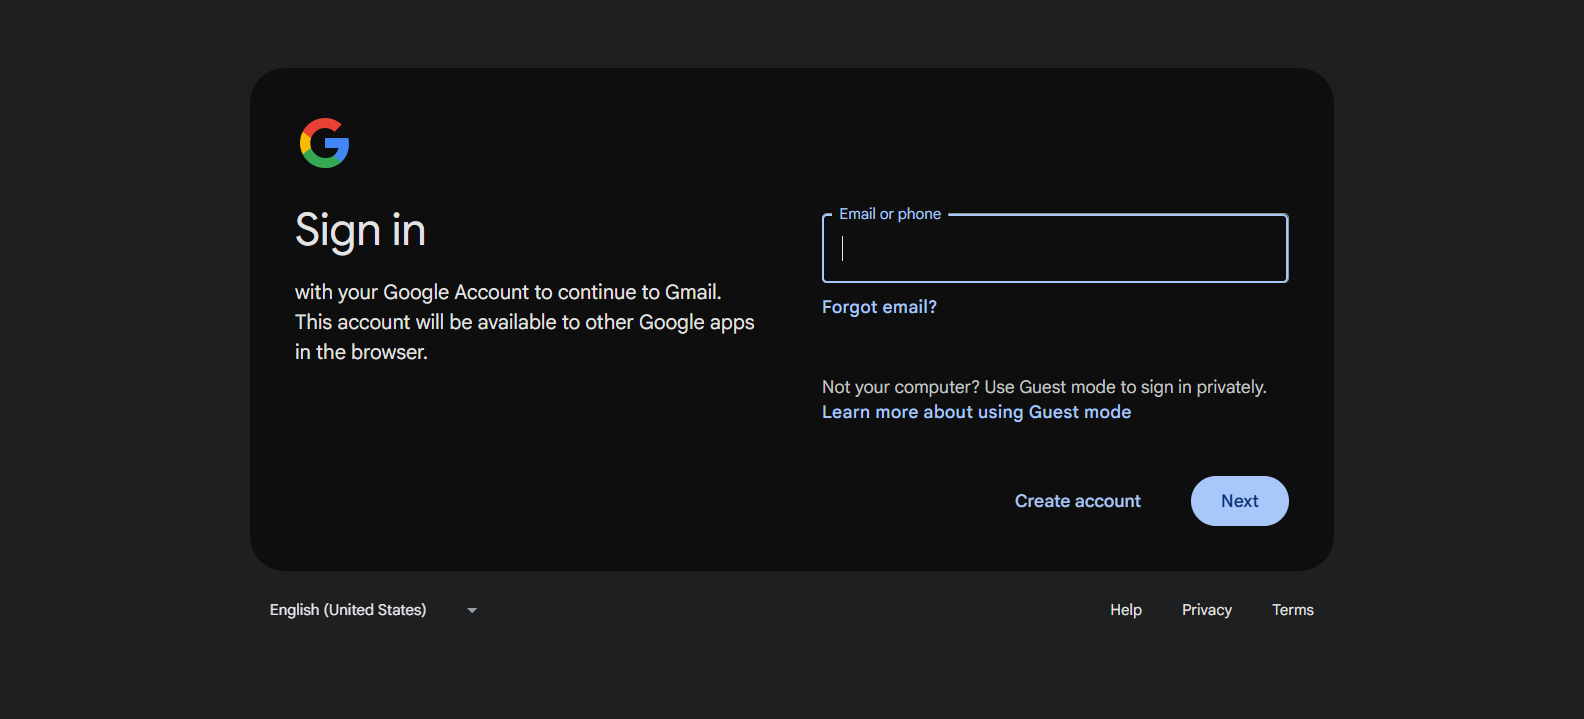 Sign in
with your Google Account to continue to Gmail.
This account will be available to other Google apps
in the browser.
Email or phone
Forgot email?
Not your computer? Use Guest mode to sign in privately.
Learn more about using Guest mode
Create account
Next
English (United States)
Help
Privacy
Terms